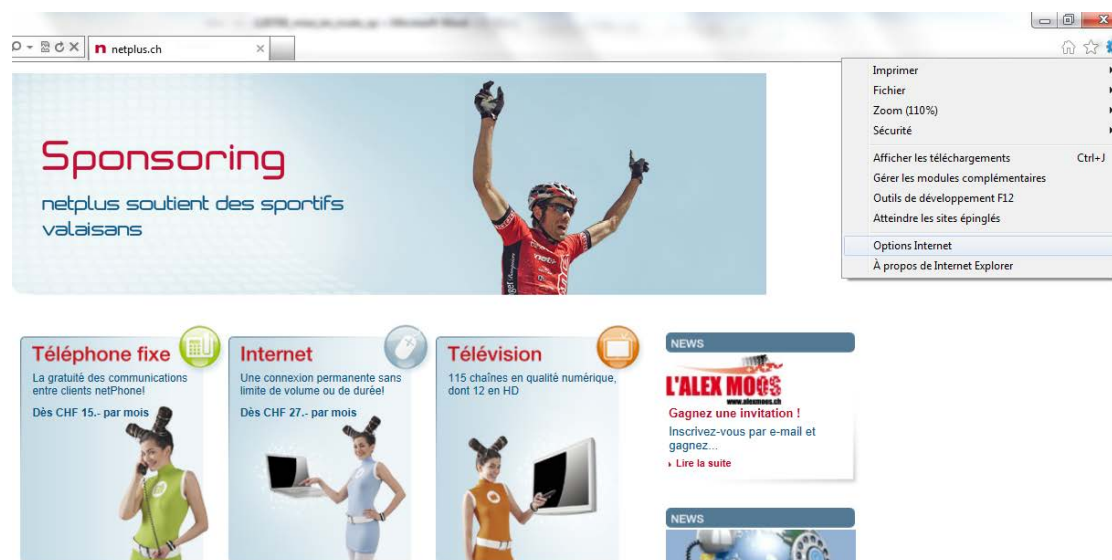 netplus.ch
Imprimer
Fichier
Zoom (110%)
Sécurité
Afficher les téléchargements Ctrl+J
Gérer les modules complémentaires
Outils de développement F12
Atteindre les sites épinglés
Options Internet
À propos de Internet Explorer
Sponsoring
netplus soutient des sportifs
valaisans
Téléphone fixe
La gratuité des communications
entre clients netPhone!
Dès CHF 15.- par mois
Internet
Une connexion permanente sans
limite de volume ou de durée!
Dès CHF 27.- par mois
Télévision
115 chaînes en qualité numérique,
dont 12 en HD
NEWS
L'ALEX MOOS
www.alexmoos.ch
Gagnez une invitation !
Inscrivez-vous par e-mail et
gagnez...
Lire la suite
NEWS